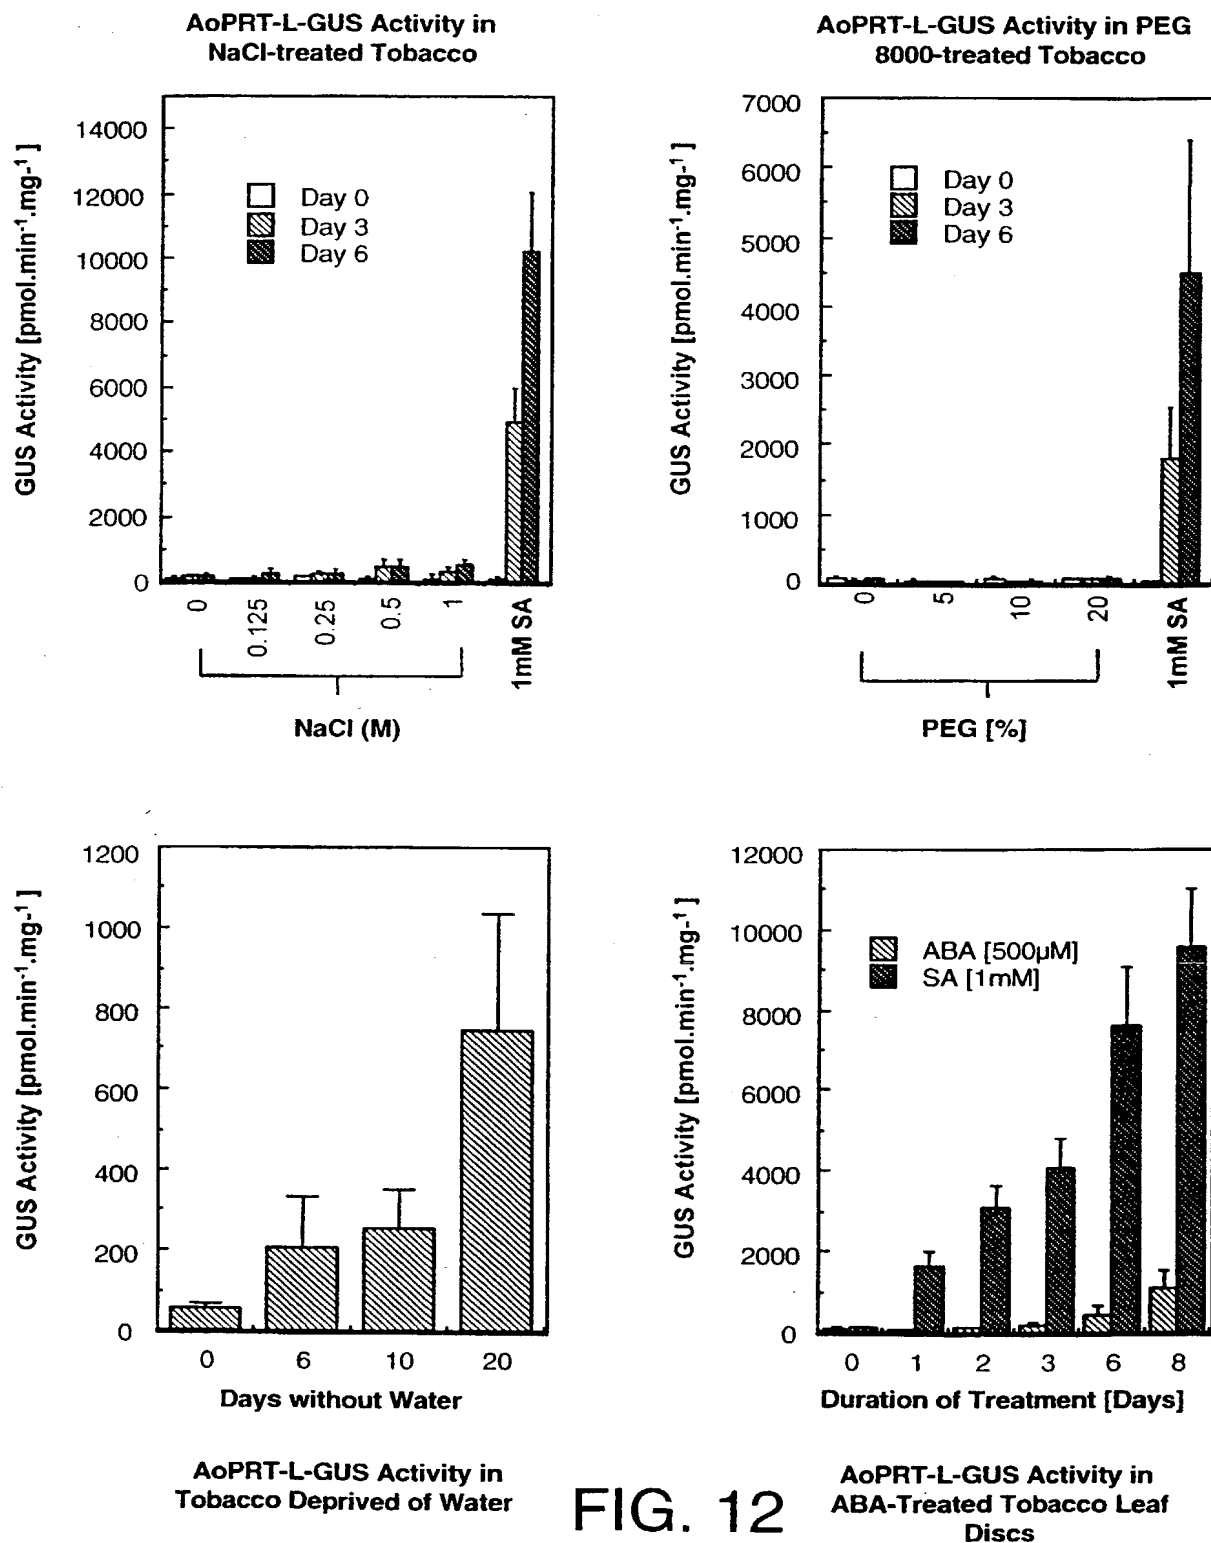 AoPRT-L-GUS Activity in
NaCl-treated Tobacco
GUS Activity [pmol.min-1.mg-1 ]
14000
12000
10000
8000
6000
4000
2000
0
Day 0
Day 3
Day 6
0
0.125
0.25
0.5
1
1mM SA
NaCl (M)
AoPRT-L-GUS Activity in PEG
8000-treated Tobacco
GUS Activity [pmol.min-1.mg-1 ]
7000
6000
5000
4000
3000
2000
1000
0
Day 0
Day 3
Day 6
0
5
10
20
1mM SA
PEG [%]
GUS Activity [pmol.min-1.mg-1 ]
1200
1000
800
600
400
200
0
0 6 10 20
Days without Water
AoPRT-L-GUS Activity in
Tobacco Deprived of Water
GUS Activity [pmol.min-1.mg-1 ]
12000
10000
8000
6000
4000
2000
0
ABA [500µM]
SA [1mM]
0 1 2 3 6 8
Duration of Treatment [Days]
AoPRT-L-GUS Activity in
ABA-Treated Tobacco Leaf
Discs
FIG. 12